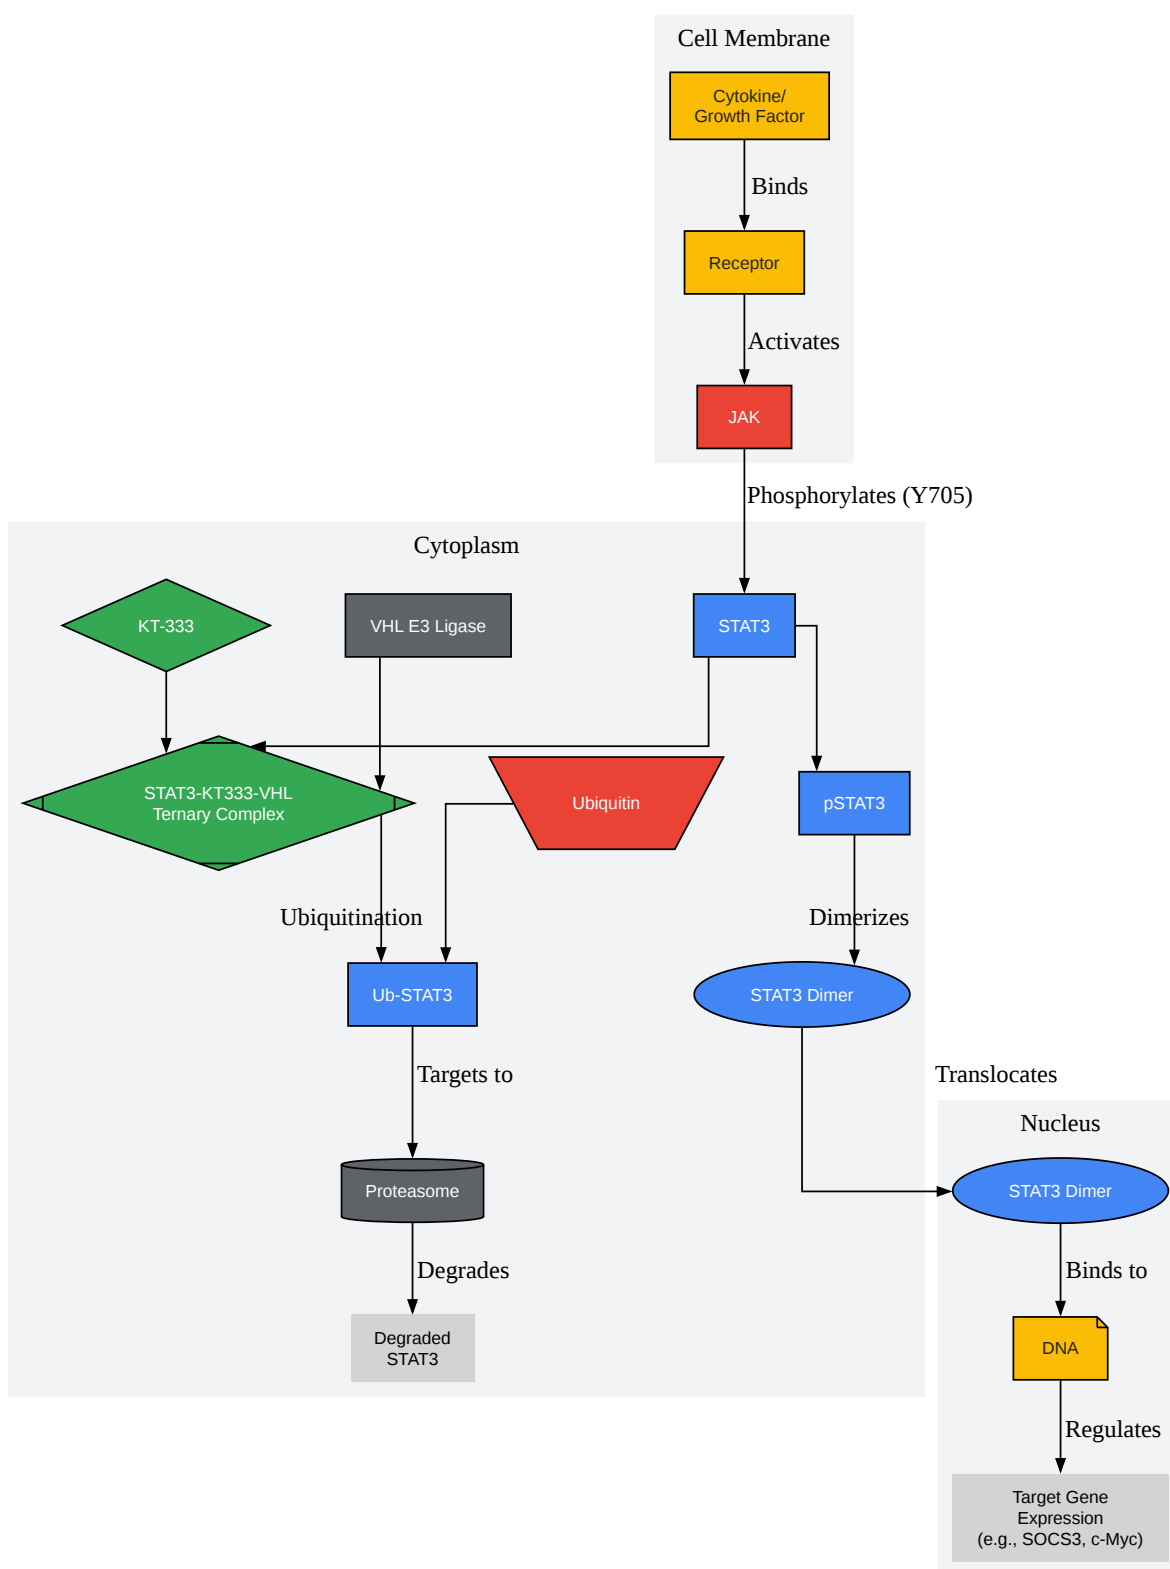 Cell Membrane
Cytokine/
Growth Factor
Binds
Receptor
Activates
JAK
Phosphorylates (Y705)
Cytoplasm
KT-333
VHL E3 Ligase
STAT3
STAT3-KT333-VHL
Ternary Complex
Ubiquitin
pSTAT3
Ubiquitination
Dimerizes
Ub-STAT3
STAT3 Dimer
Targets to
Translocates
Nucleus
Proteasome
STAT3 Dimer
Degrades
Binds to
Degraded
STAT3
DNA
Regulates
Target Gene
Expression
(e.g., SOCS3, c-Myc)